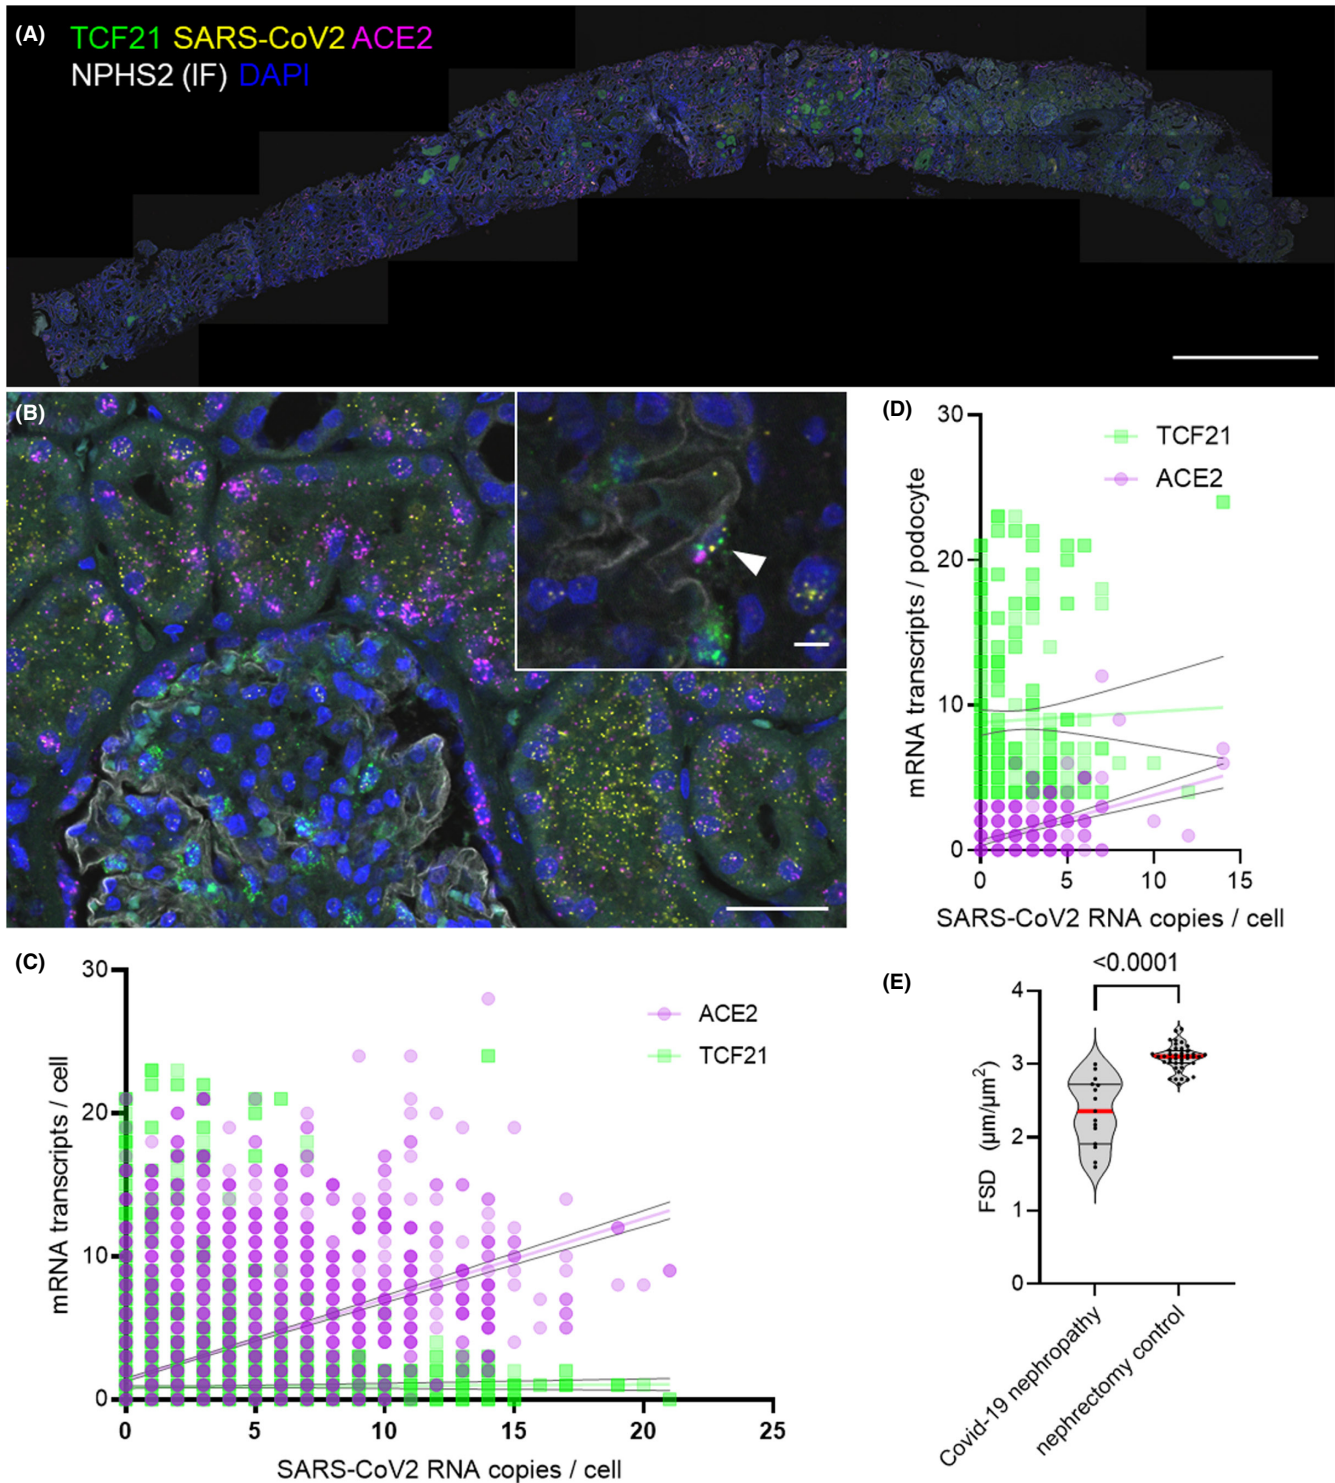 (A)
TCF21 SARS-CoV2 ACE2
NPHS2 (IF) DAPI
(B)
(D)
30
20
10
0
mRNA transcripts / podocyte
TCF21
ACE2
0 5 10 15
SARS-CoV2 RNA copies / cell
(C)
30
20
10
0
mRNA transcripts / cell
ACE2
TCF21
0 5 10 15 20 25
SARS-CoV2 RNA copies / cell
(E)
<0.0001
4
3
2
1
0
FSD (µm/µm²)
Covid-19 nephropathy
nephrectomy control